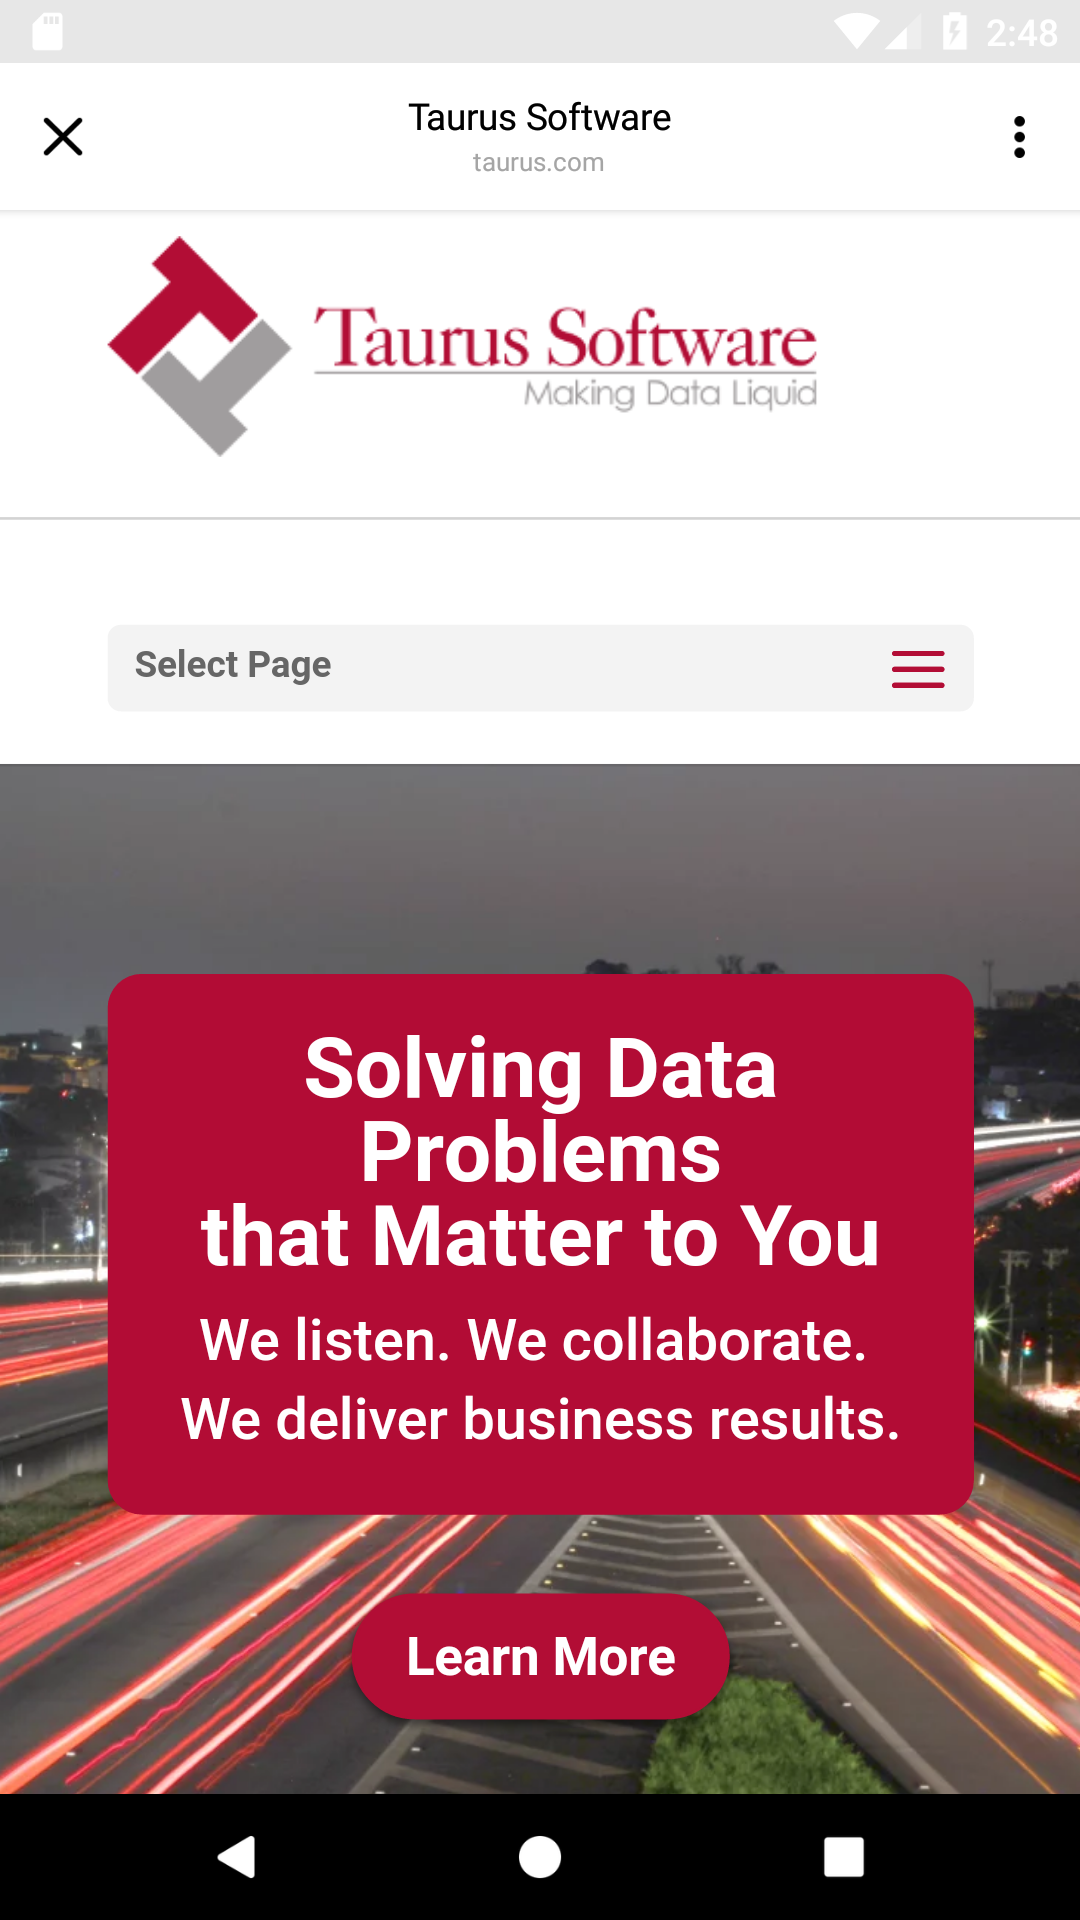 2:48
Taurus Software
taurus.com
Taurus Software
Making Data Liquid
Select Page
Solving Data
Problems
that Matter to You
We listen. We collaborate.
We deliver business results.
Learn More